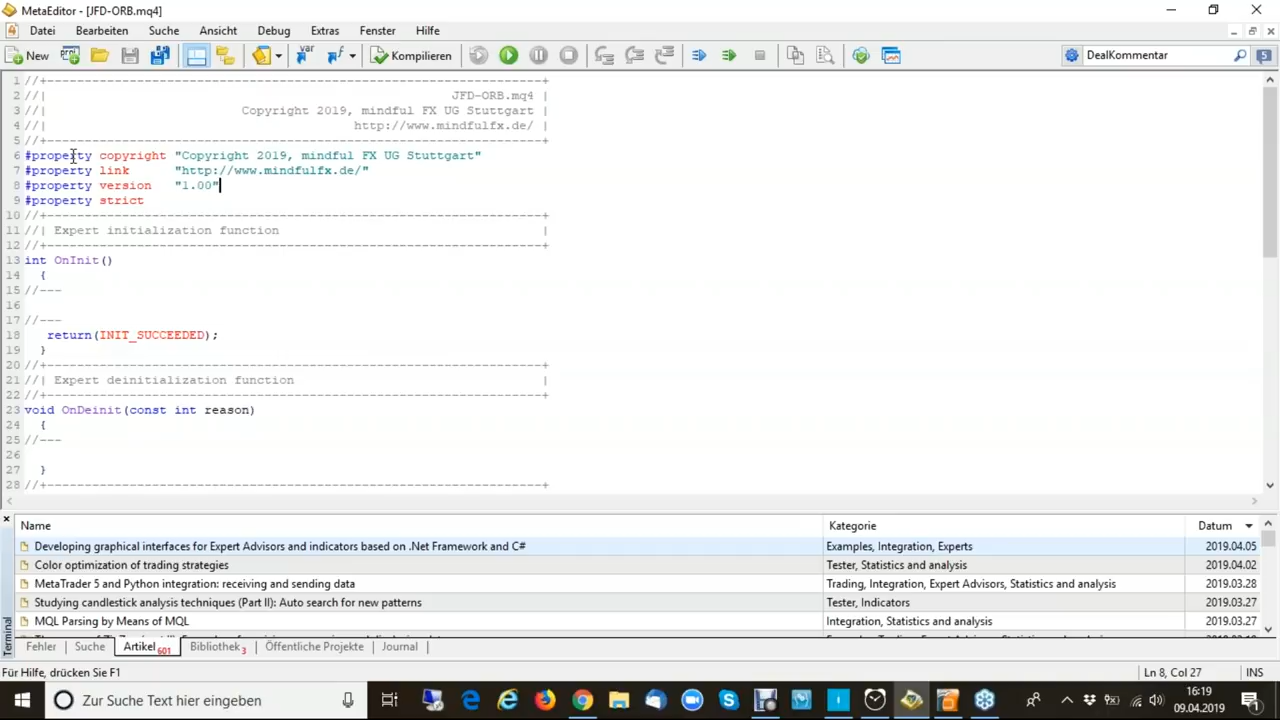 MetaEditor - [JFD-ORB.mq4]
Datei Bearbeiten Suche Ansicht Debug Extras Fenster Hilfe
New var Kompilieren DealKommentar 5
1 //+------------------------------------------------------------------+
2 //| JFD-ORB.mq4 |
3 //| Copyright 2019, mindful FX UG Stuttgart |
4 //| http://www.mindfulfx.de/ |
5 //+------------------------------------------------------------------+
6 #property copyright "Copyright 2019, mindful FX UG Stuttgart"
7 #property link "http://www.mindfulfx.de/"
8 #property version "1.00"
9 #property strict
10 //+------------------------------------------------------------------+
11 //| Expert initialization function |
12 //+------------------------------------------------------------------+
13 int OnInit()
14 {
15 //---
16
17 //---
18 return(INIT_SUCCEEDED);
19 }
20 //+------------------------------------------------------------------+
21 //| Expert deinitialization function |
22 //+------------------------------------------------------------------+
23 void OnDeinit(const int reason)
24 {
25 //---
26
27 }
28 //+------------------------------------------------------------------+
Name Kategorie Datum
Developing graphical interfaces for Expert Advisors and indicators based on .Net Framework and C# Examples, Integration, Experts 2019.04.05
Color optimization of trading strategies Tester, Statistics and analysis 2019.04.02
MetaTrader 5 and Python integration: receiving and sending data Trading, Integration, Expert Advisors, Statistics and analysis 2019.03.28
Studying candlestick analysis techniques (Part II): Auto search for new patterns Tester, Indicators 2019.03.27
MQL Parsing by Means of MQL Integration, Statistics and analysis 2019.03.27
Terminal
Fehler Suche Artikel 601 Bibliothek 3 Öffentliche Projekte Journal
Für Hilfe, drücken Sie F1 Ln 8, Col 27 INS
Zur Suche Text hier eingeben 16:19
09.04.2019 1